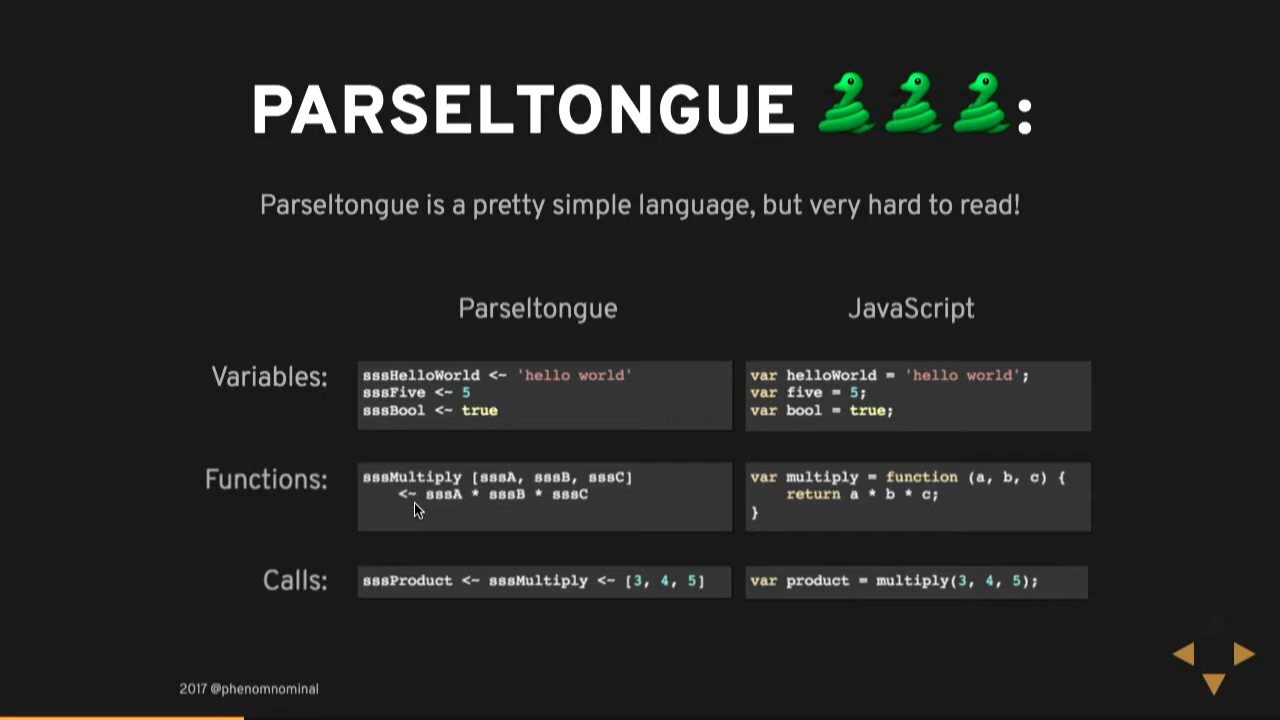 PARSELTONGUE 🐍🐍🐍:
Parseltongue is a pretty simple language, but very hard to read!
Parseltongue
JavaScript
Variables:
sssHelloWorld <~ 'hello world'
sssFive <~ 5
sssBool <~ true
var helloWorld = 'hello world';
var five = 5;
var bool = true;
Functions:
sssMultiply [sssA, sssB, sssC]
    <~ sssA * sssB * sssC
var multiply = function (a, b, c) {
    return a * b * c;
}
Calls:
sssProduct <~ sssMultiply <~ [3, 4, 5]
var product = multiply(3, 4, 5);
2017 @phenomnominal